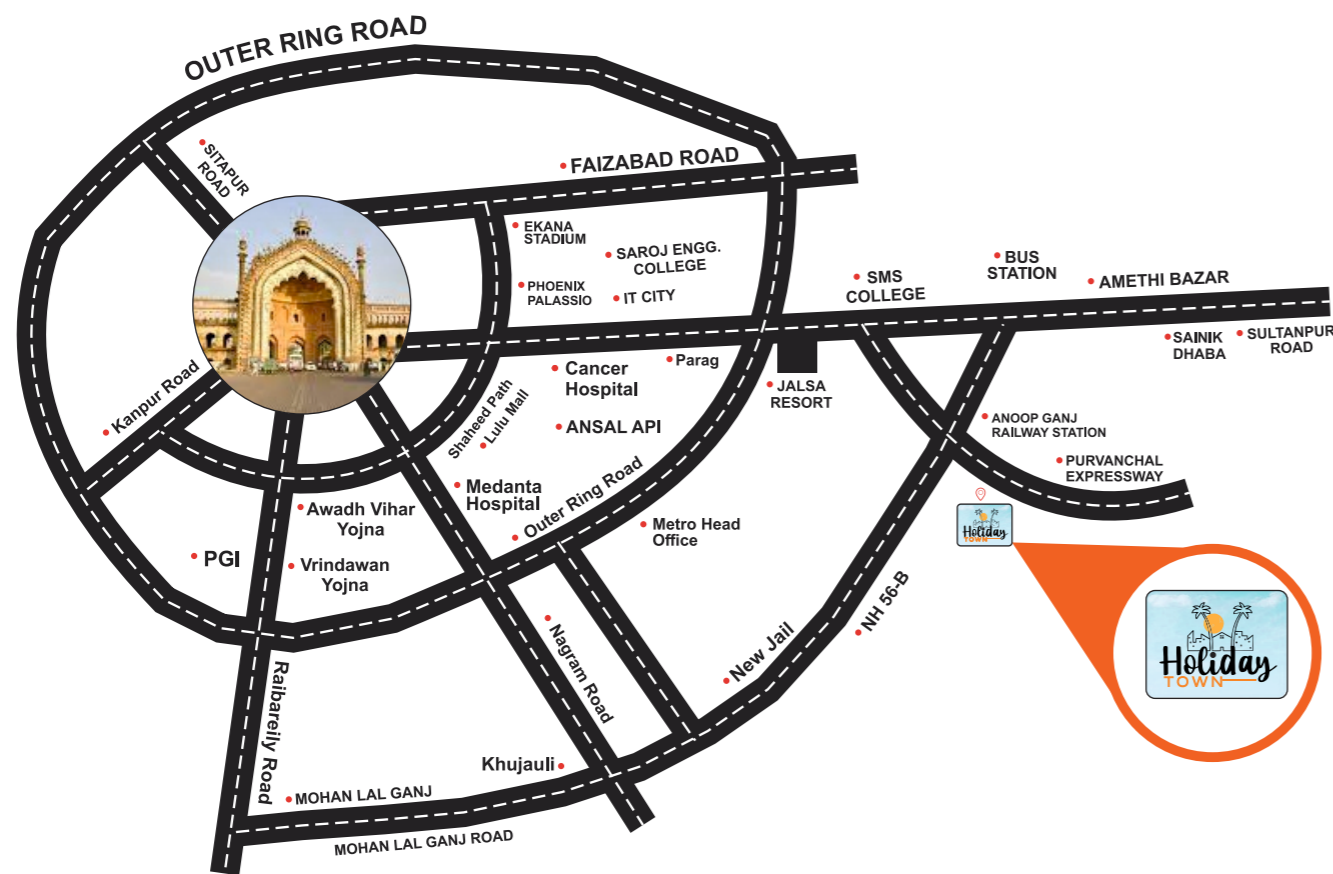 OUTER RING ROAD
SITAPUR
ROAD
FAIZABAD ROAD
EKANA
STADIUM
SAROJ ENGG.
COLLEGE
PHOENIX
PALASSIO
IT CITY
SMS
COLLEGE
BUS
STATION
AMETHI BAZAR
SAINIK
DHABA
SULTANPUR
ROAD
Kanpur Road
Shaheed Path
Lulu Mall
Cancer
Hospital
Parag
JALSA
RESORT
ANSAL API
ANOOP GANJ
RAILWAY STATION
PURVANCHAL
EXPRESSWAY
Medanta
Hospital
Outer Ring Road
Awadh Vihar
Yojna
Metro Head
Office
PGI
Vrindawan
Yojna
Holiday
TOWN
NH 56-B
New Jail
Nagram Road
Holiday
TOWN
Raibareily Road
Khujauli
MOHAN LAL GANJ
MOHAN LAL GANJ ROAD